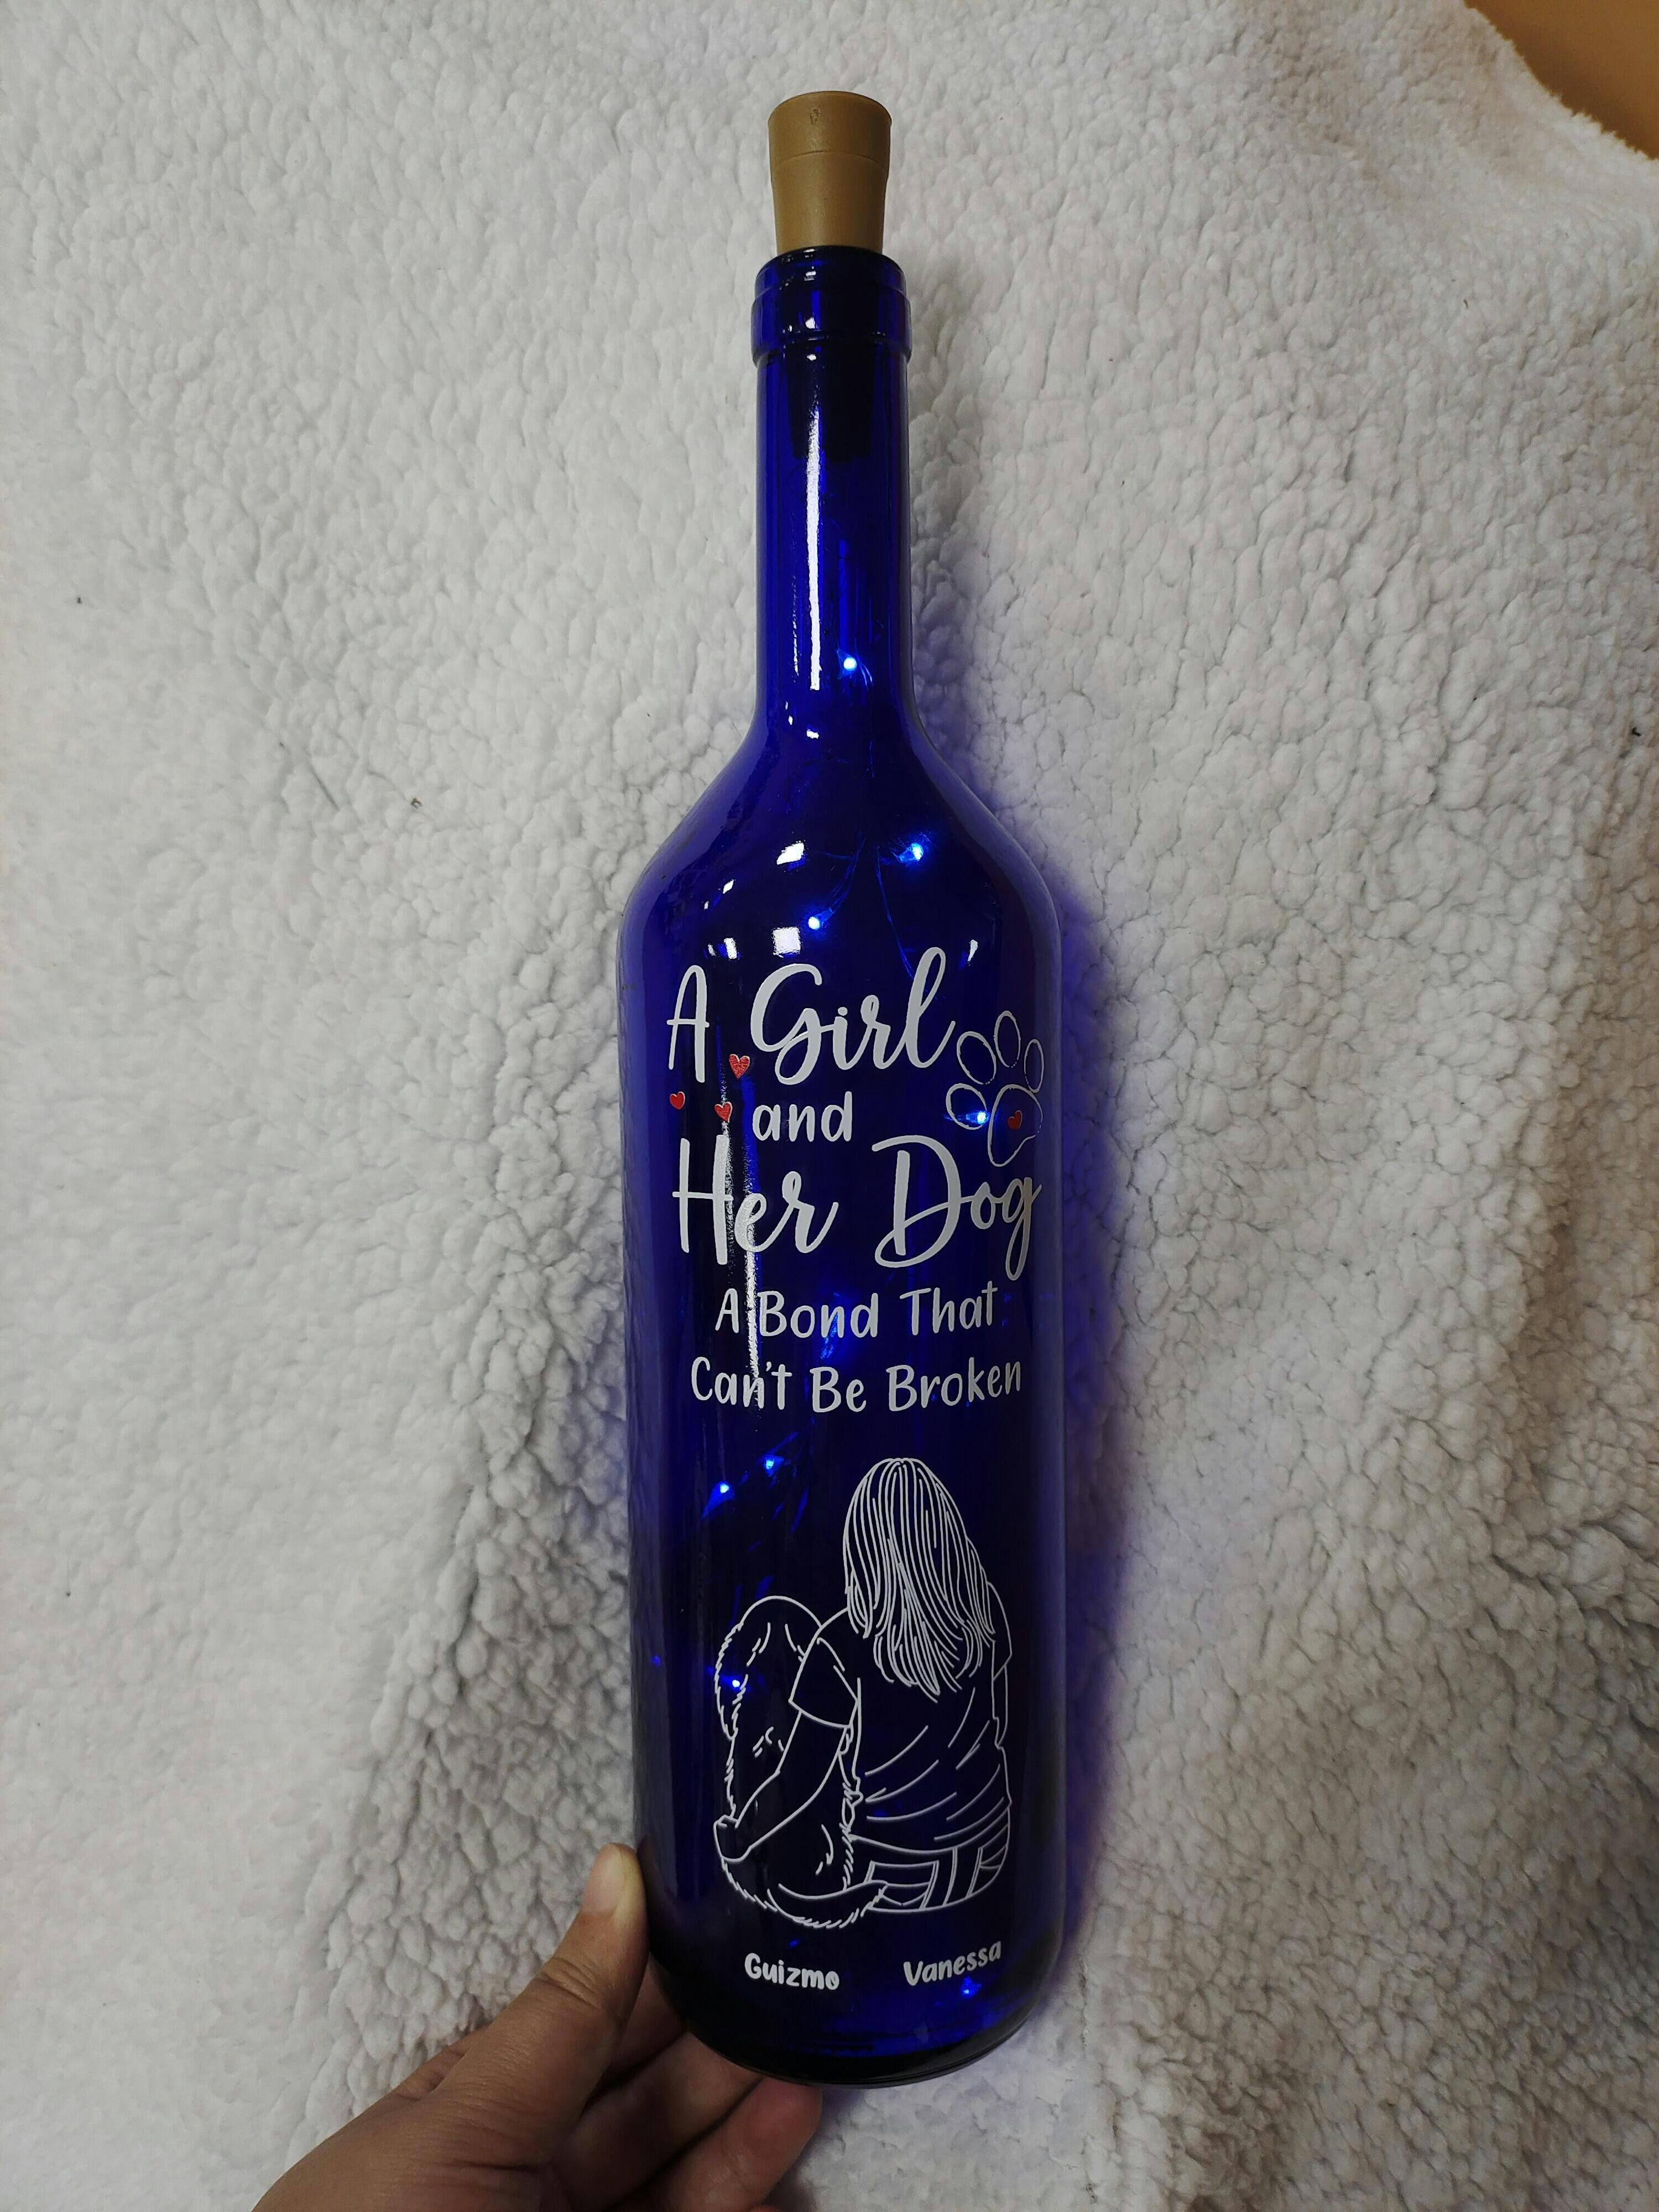 A Girl
and
Her Dog
A Bond That
Can't Be Broken
Guizmo Vanessa